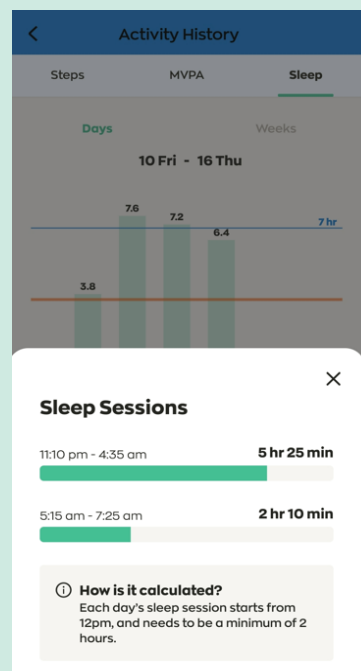 Activity History
Steps MVPA Sleep
Days Weeks
10 Fri - 16 Thu
7.6
7.2
7 hr
6.4
3.8
Sleep Sessions
11:10 pm - 4:35 am 5 hr 25 min
5:15 am - 7:25 am 2 hr 10 min
How is it calculated?
Each day's sleep session starts from
12pm, and needs to be a minimum of 2
hours.